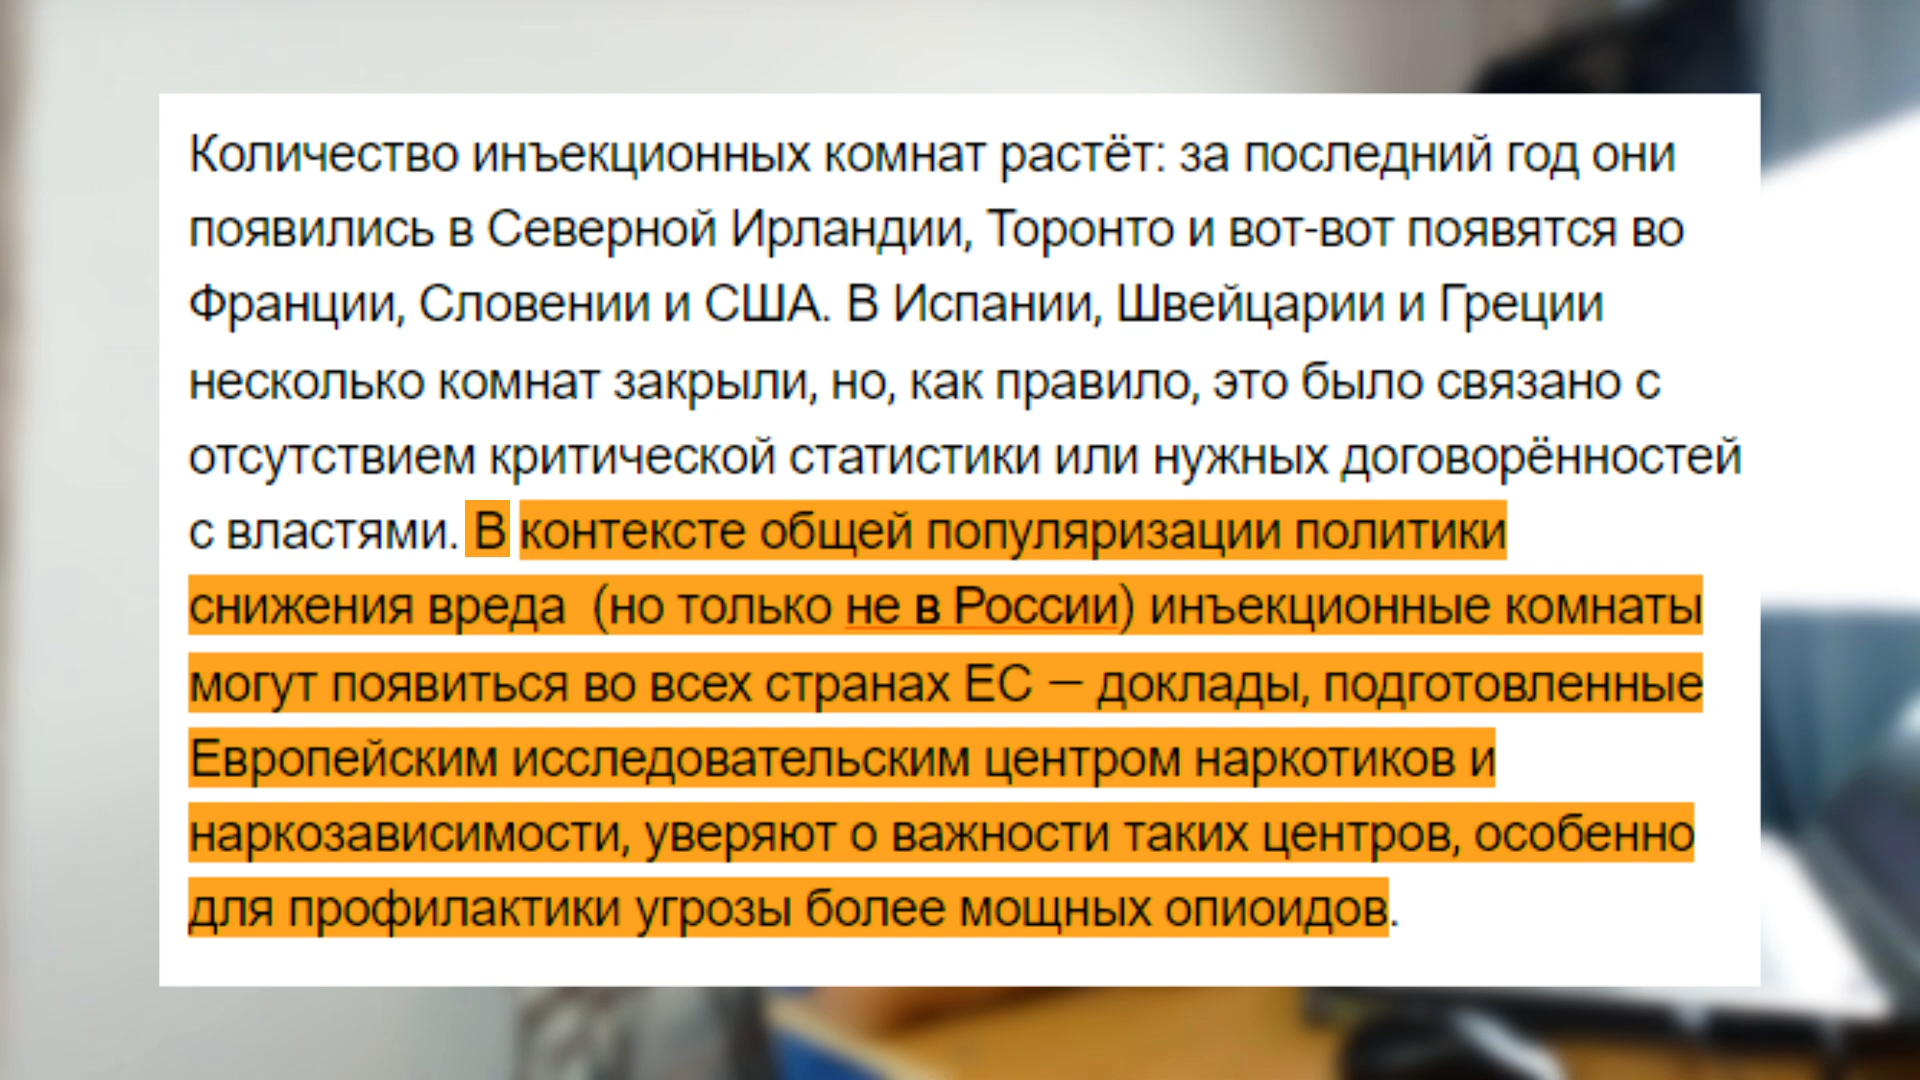 Количество инъекционных комнат растёт: за последний год они
появились в Северной Ирландии, Торонто и вот-вот появятся во
Франции, Словении и США. В Испании, Швейцарии и Греции
несколько комнат закрыли, но, как правило, это было связано с
отсутствием критической статистики или нужных договорённостей
с властями. В контексте общей популяризации политики
снижения вреда (но только не в России) инъекционные комнаты
могут появиться во всех странах ЕС — доклады, подготовленные
Европейским исследовательским центром наркотиков и
наркозависимости, уверяют о важности таких центров, особенно
для профилактики угрозы более мощных опиоидов.